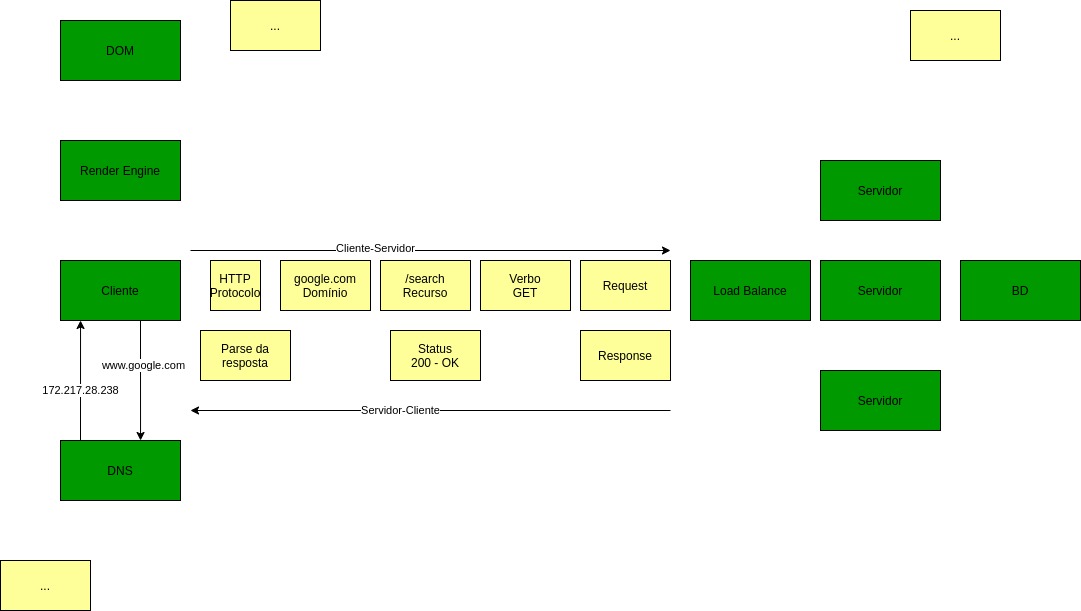 ...
...
DOM
Render Engine
Servidor
Cliente-Servidor
Cliente
HTTP
Protocolo
google.com
Domínio
/search
Recurso
Verbo
GET
Request
Load Balance
Servidor
BD
Parse da
resposta
Status
200 - OK
Response
www.google.com
172.217.28.238
Servidor-Cliente
Servidor
DNS
...